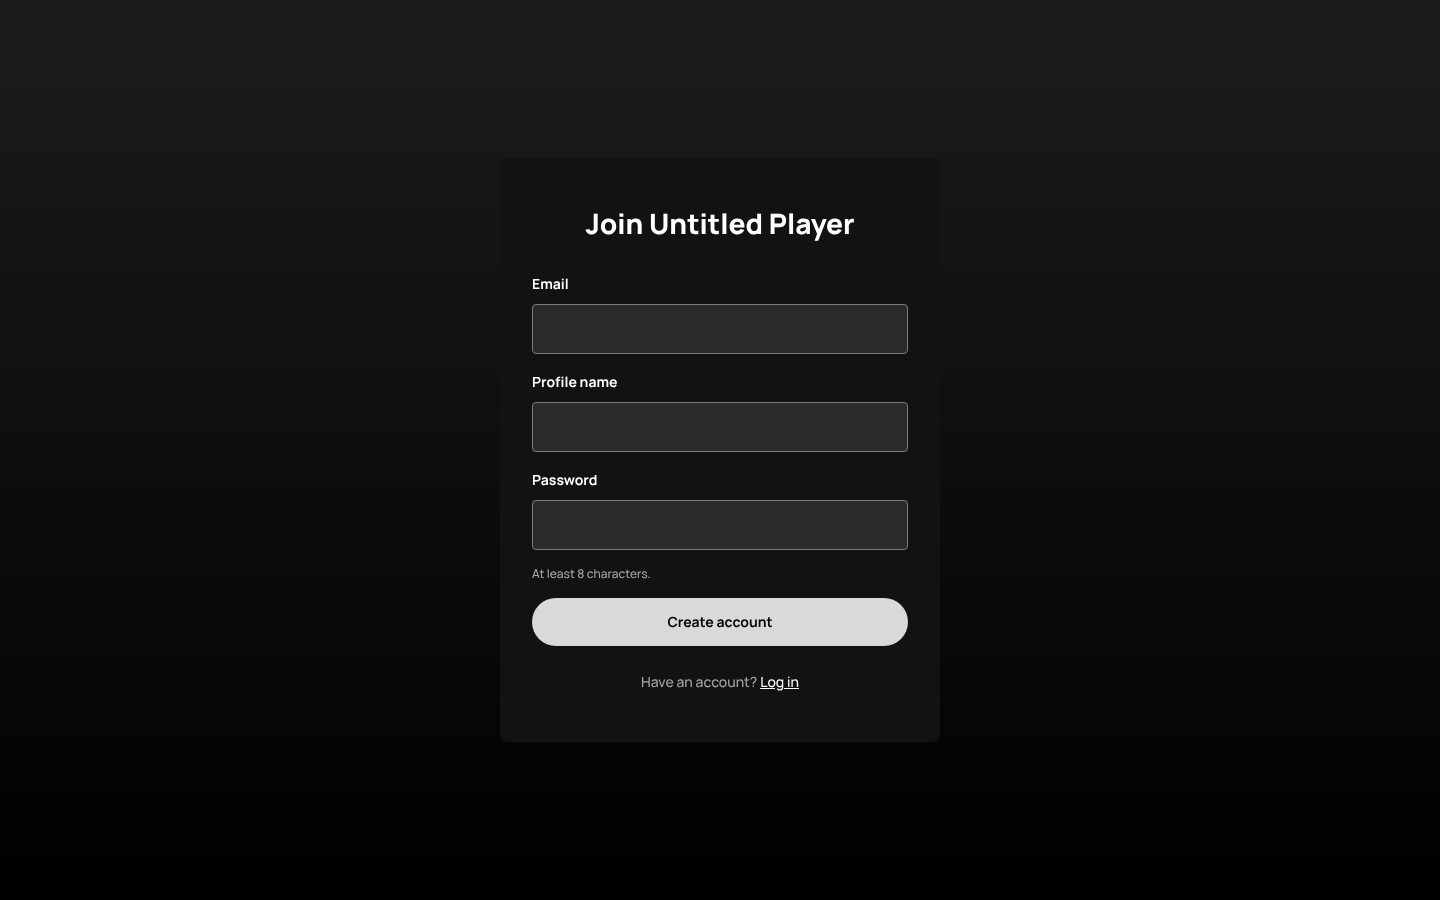 Join Untitled Player
Email
Profile name
Password
At least 8 characters.
Create account
Have an account? Log in